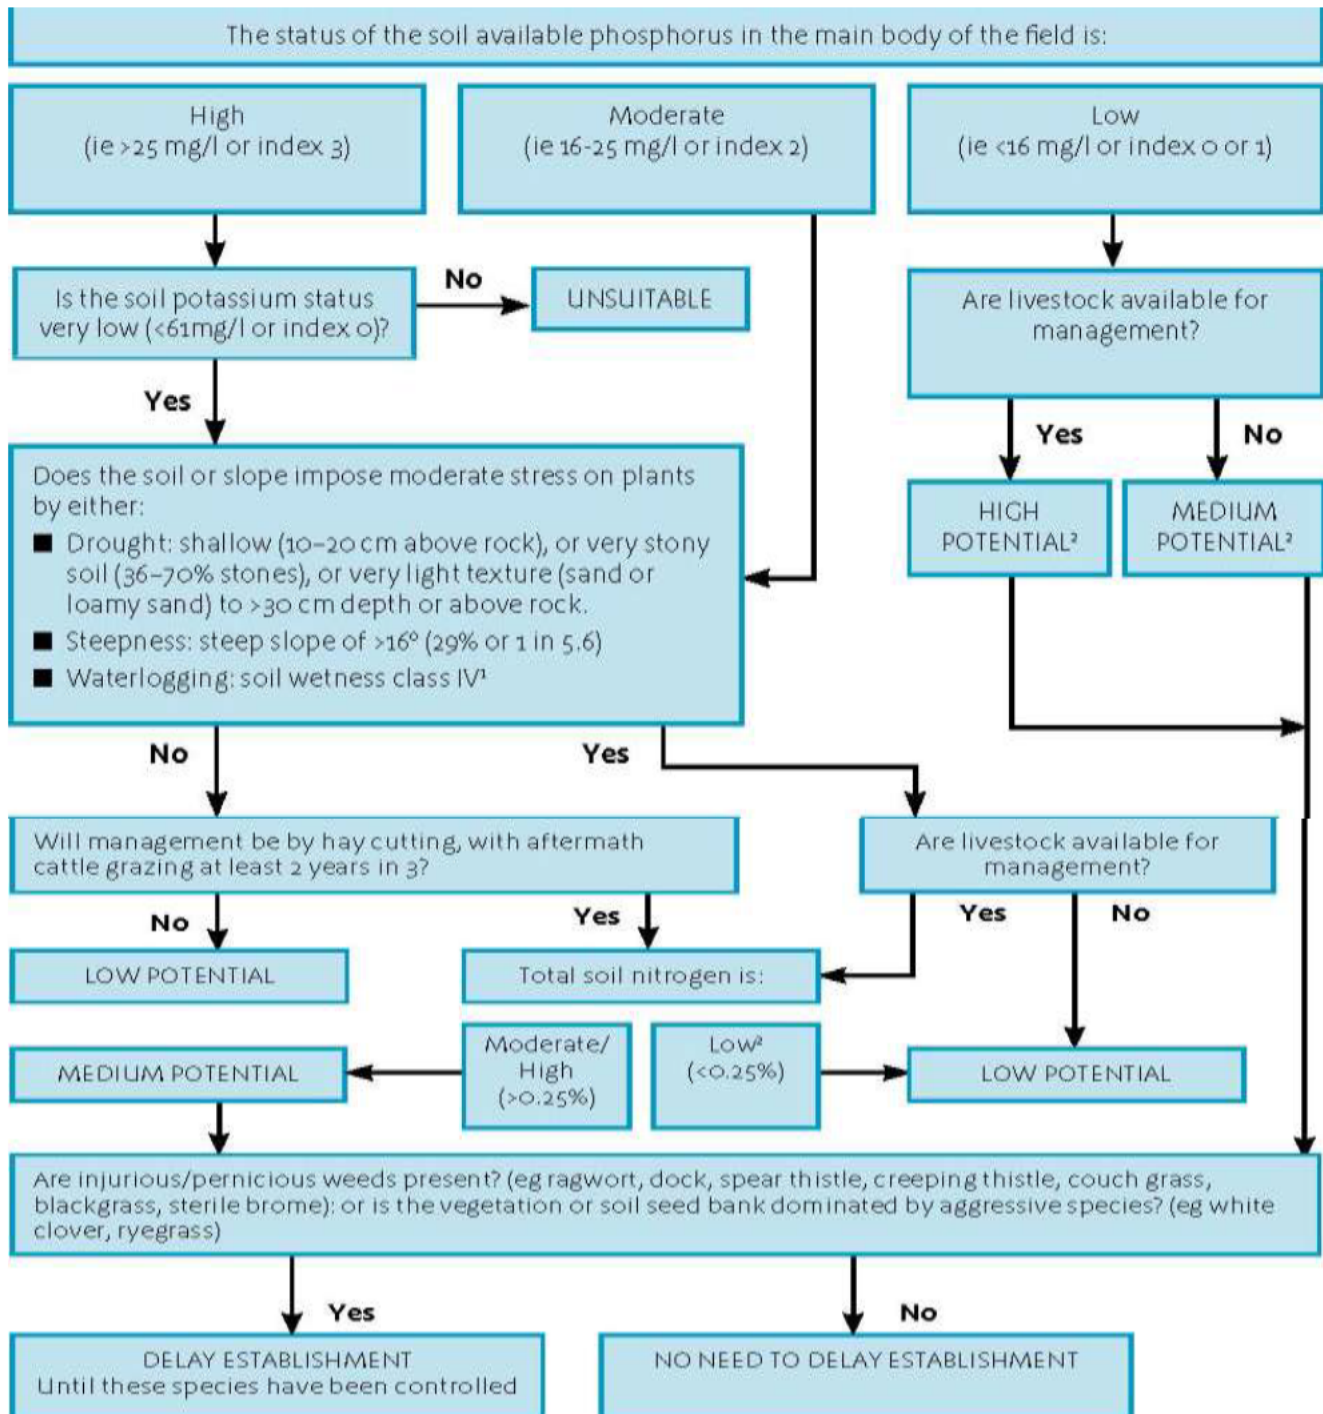 The status of the soil available phosphorus in the main body of the field is:
High
(ie >25 mg/l or index 3)
Moderate
(ie 16-25 mg/l or index 2)
Low
(ie <16 mg/l or index 0 or 1)
Is the soil potassium status
very low (<61mg/l or index 0)?
No
UNSUITABLE
Are livestock available for
management?
Yes
Yes
No
HIGH
POTENTIAL²
MEDIUM
POTENTIAL²
Does the soil or slope impose moderate stress on plants
by either:
■ Drought: shallow (10–20 cm above rock), or very stony
soil (36–70% stones), or very light texture (sand or
loamy sand) to >30 cm depth or above rock.
■ Steepness: steep slope of >16º (29% or 1 in 5.6)
■ Waterlogging: soil wetness class IV¹
No
Yes
Will management be by hay cutting, with aftermath
cattle grazing at least 2 years in 3?
Are livestock available for
management?
No
Yes
Yes
No
LOW POTENTIAL
Total soil nitrogen is:
MEDIUM POTENTIAL
Moderate/
High
(>0.25%)
Low²
(<0.25%)
LOW POTENTIAL
Are injurious/pernicious weeds present? (eg ragwort, dock, spear thistle, creeping thistle, couch grass,
blackgrass, sterile brome): or is the vegetation or soil seed bank dominated by aggressive species? (eg white
clover, ryegrass)
Yes
No
DELAY ESTABLISHMENT
Until these species have been controlled
NO NEED TO DELAY ESTABLISHMENT